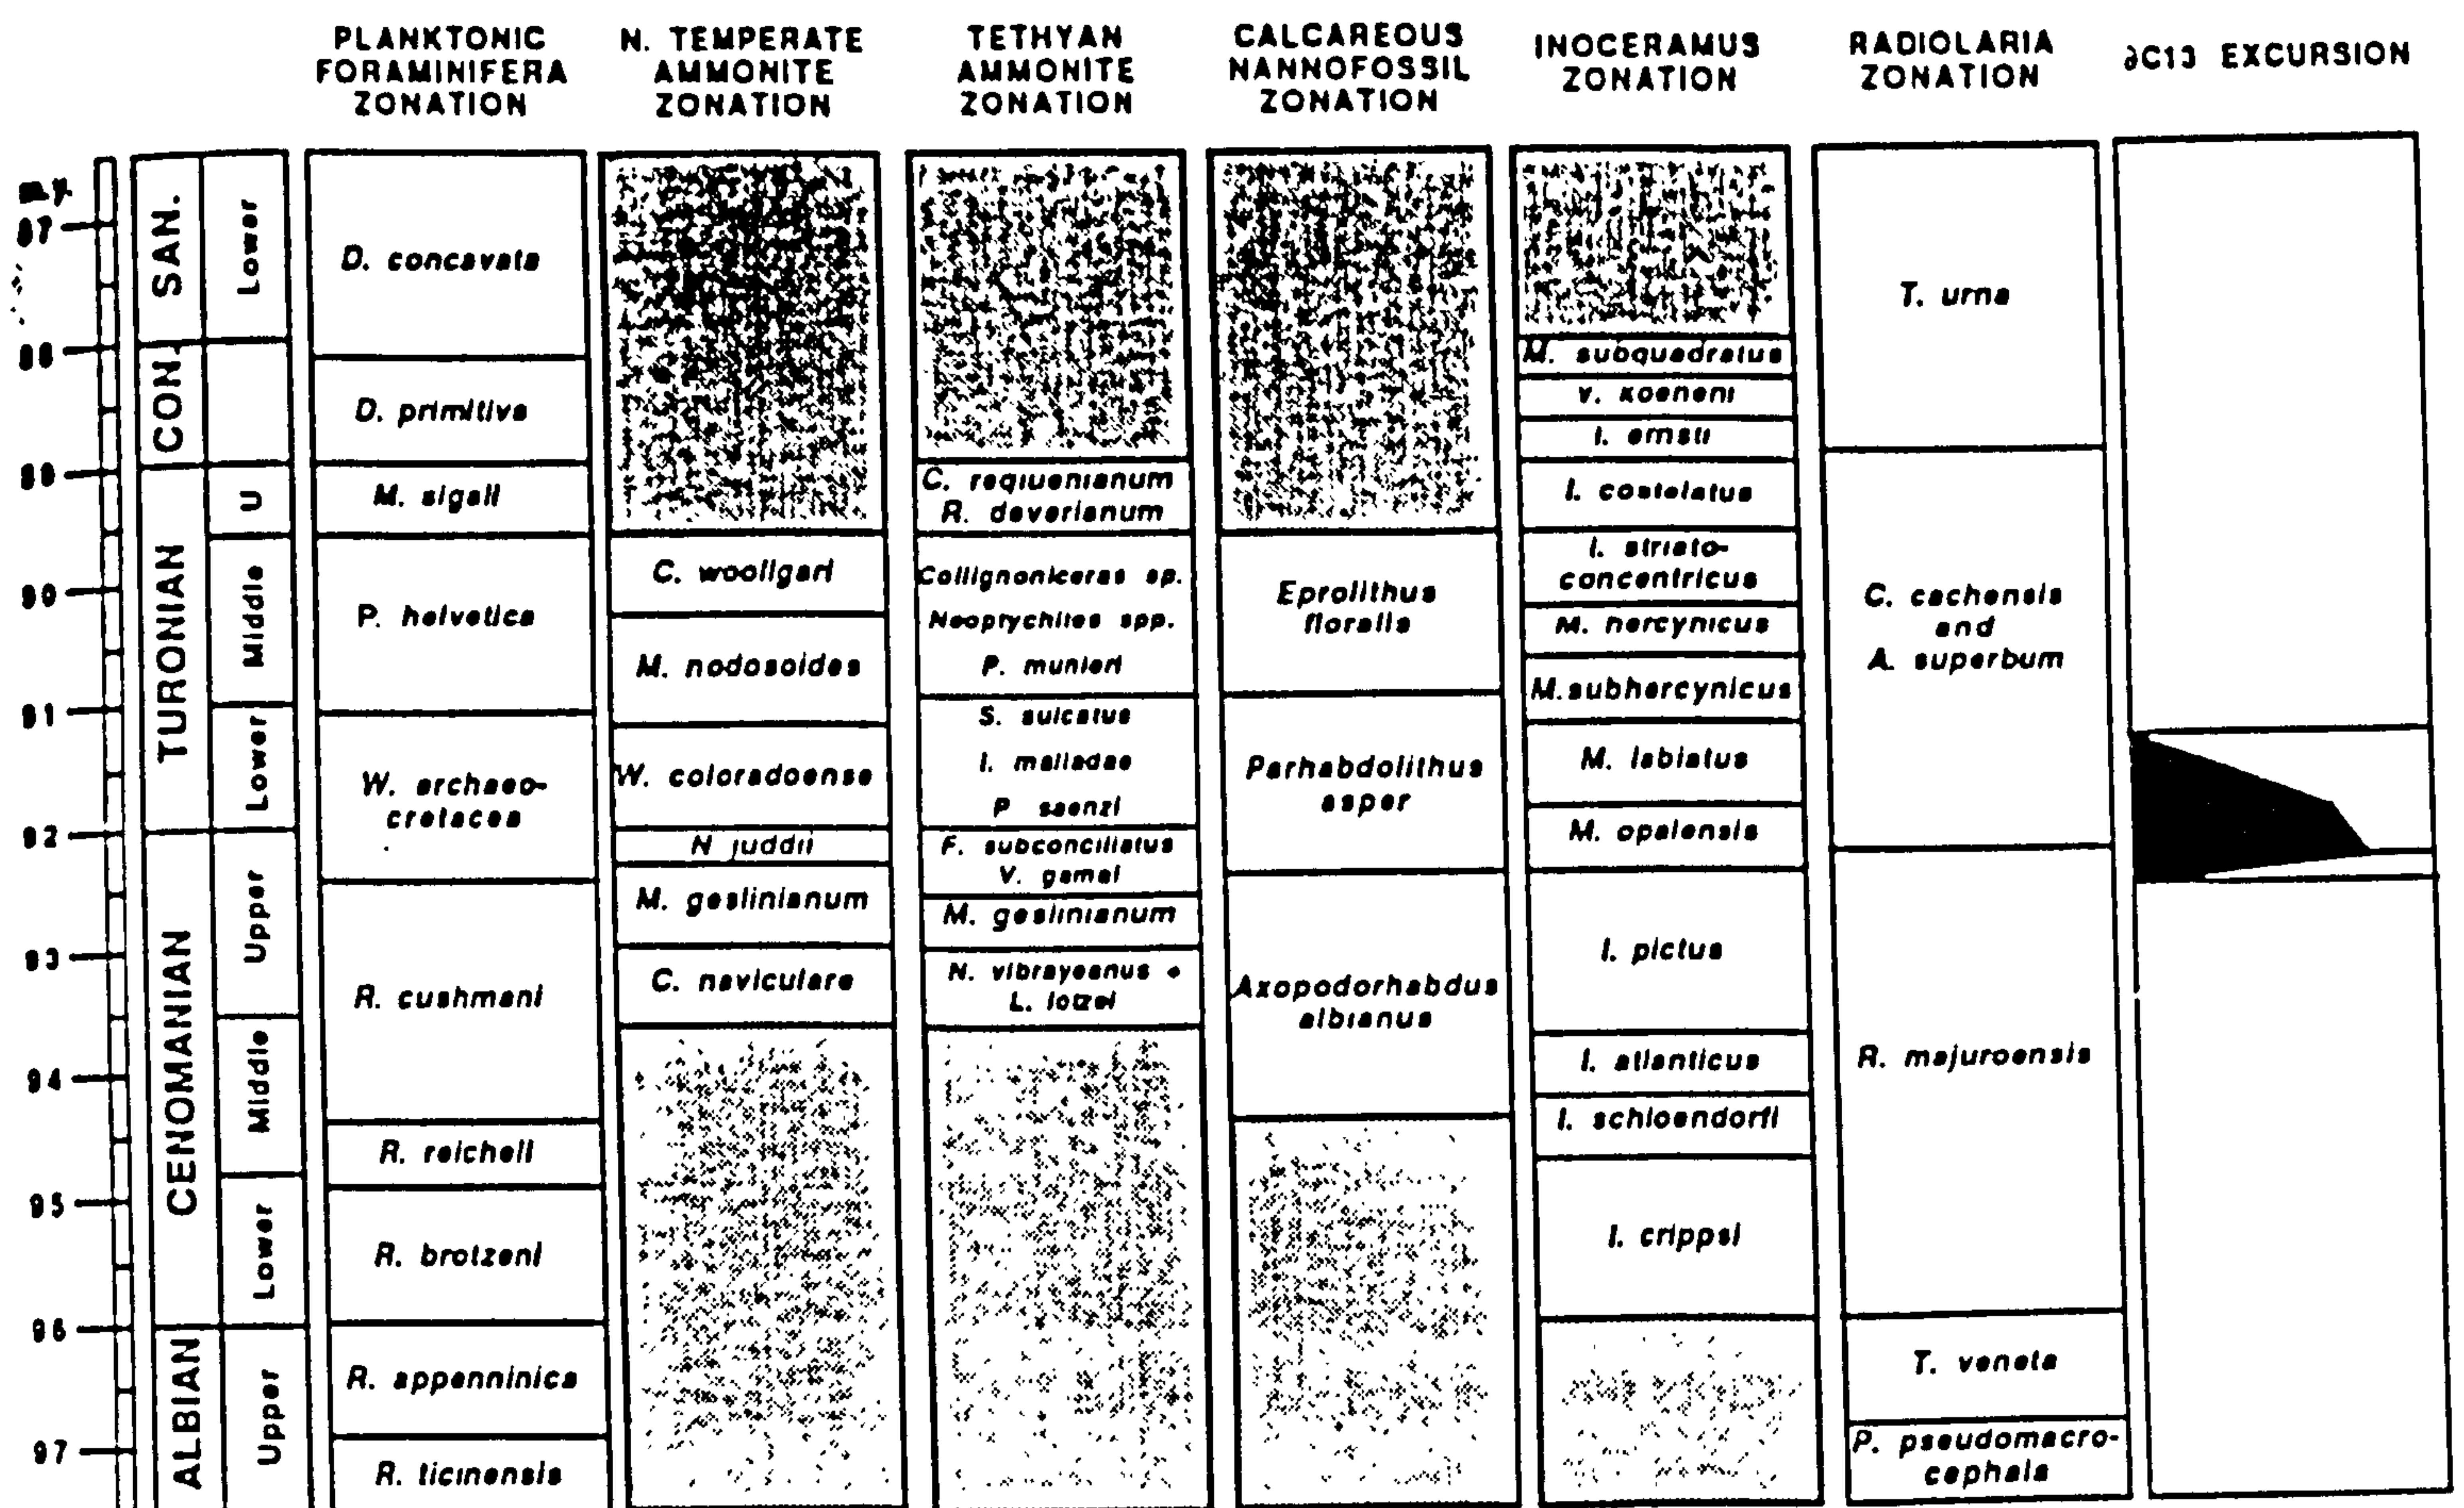 PLANKTONIC
FORAMINIFERA
ZONATION
N. TEMPERATE
AMMONITE
ZONATION
TETHYAN
AMMONITE
ZONATION
CALCAREOUS
NANNOFOSSIL
ZONATION
INOCERAMUS
ZONATION
RADIOLARIA
ZONATION
∂C13 EXCURSION
m.y.
87
88
89
90
91
92
93
94
95
96
97
SAN.
CON.
TURONIAN
CENOMANIAN
ALBIAN
Lower
U
Middle
Lower
Upper
Middle
Lower
Upper
D. concavata
D. primitiva
M. sigali
P. helvetica
W. archaeo-
cretacea
R. cushmani
R. reicheli
R. brotzeni
R. appenninica
R. ticinensis
C. woollgari
M. nodosoides
W. coloradoense
N juddii
M. geslinianum
C. naviculare
C. requienianum
R. deverianum
Collignoniceras sp.
Neoptychites spp.
P. munieri
S. sulcatus
I. malladae
P saenzi
F. subconciliatus
V. gamai
M. geslinianum
N. vibrayeanus •
L. lotzei
Eprolithus
floralis
Parhabdolithus
asper
Axopodorhabdus
albianus
M. subquadratus
V. koeneni
I. ernsti
I. costelatus
I. striato-
concentricus
M. hercynicus
M.subhercynicus
M. labiatus
M. opalensis
I. pictus
I. atlanticus
I. schloendorfi
I. crippsi
T. urna
C. cachensis
and
A. superbum
R. majuroensis
T. veneta
P. pseudomacro-
cephala